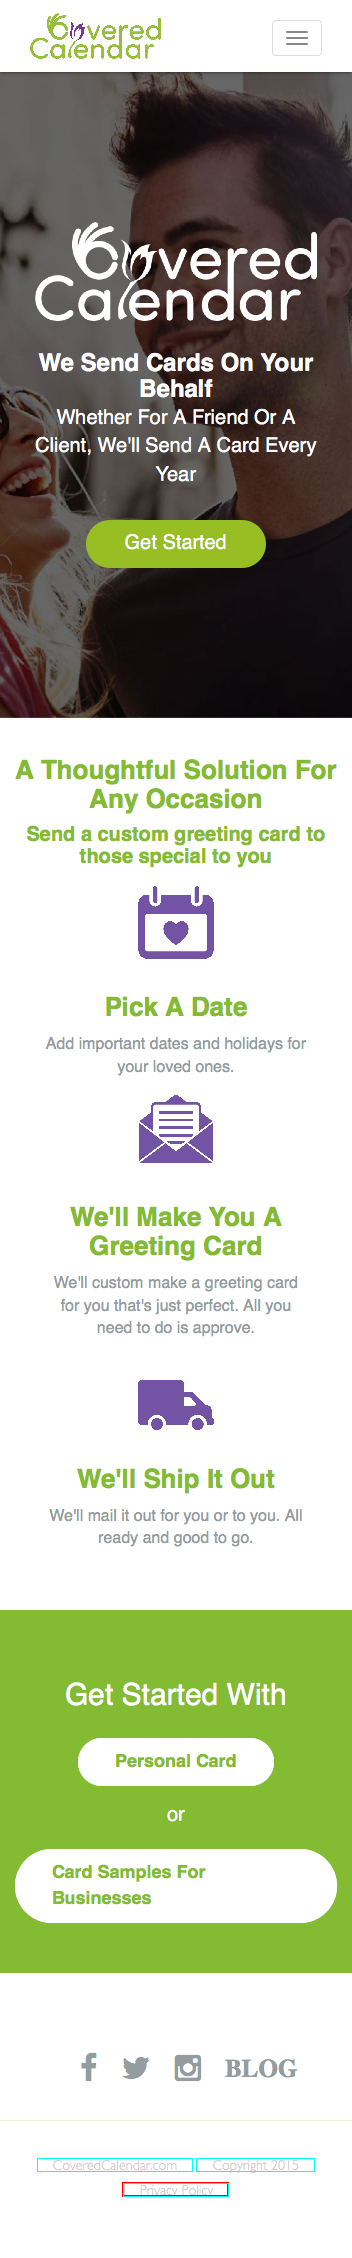 Covered
Calendar
Covered
Calendar
We Send Cards On Your
Behalf
Whether For A Friend Or A
Client, We'll Send A Card Every
Year
Get Started
A Thoughtful Solution For
Any Occasion
Send a custom greeting card to
those special to you
Pick A Date
Add important dates and holidays for
your loved ones.
We'll Make You A
Greeting Card
We'll custom make a greeting card
for you that's just perfect. All you
need to do is approve.
We'll Ship It Out
We'll mail it out for you or to you. All
ready and good to go.
Get Started With
Personal Card
or
Card Samples For
Businesses
BLOG
CoveredCalendar.com Copyright 2015
Privacy Policy